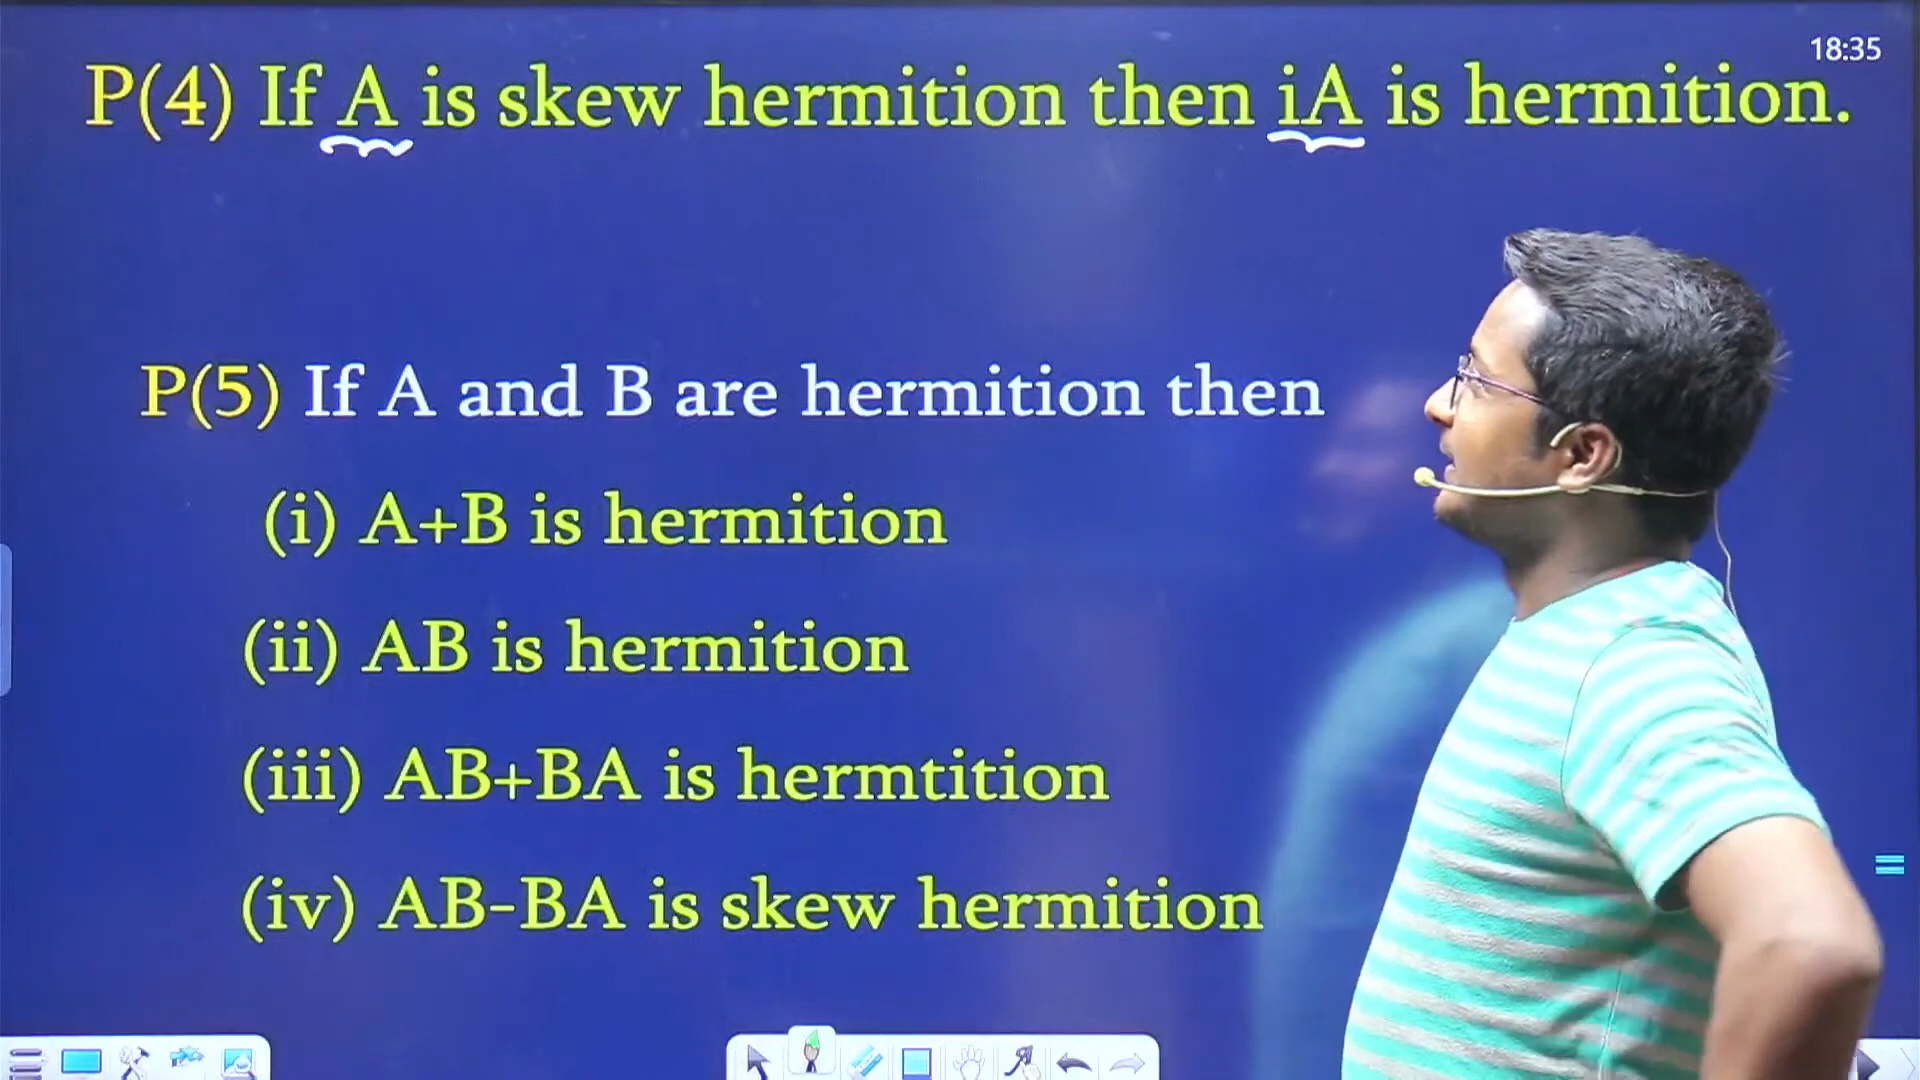 18:35
P(4) If A is skew hermition then iA is hermition.
P(5) If A and B are hermition then
(i) A+B is hermition
(ii) AB is hermition
(iii) AB+BA is hermtition
(iv) AB-BA is skew hermition